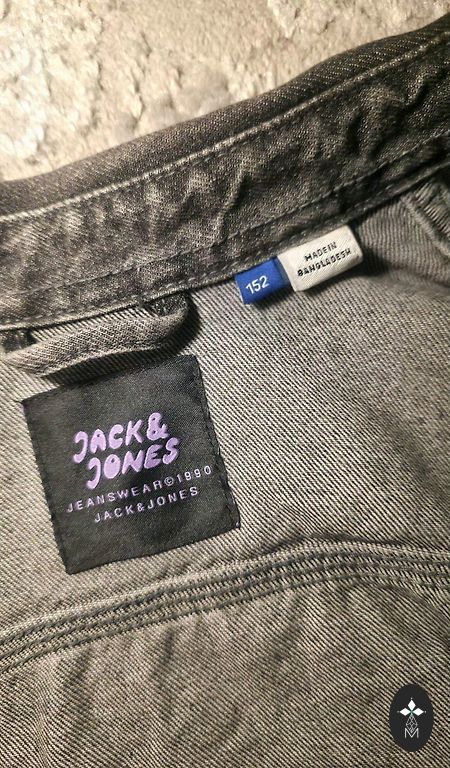 MADE IN
BANGLADESH
152
JACK&
JONES
JEANSWEAR©1990
JACK&JONES
M